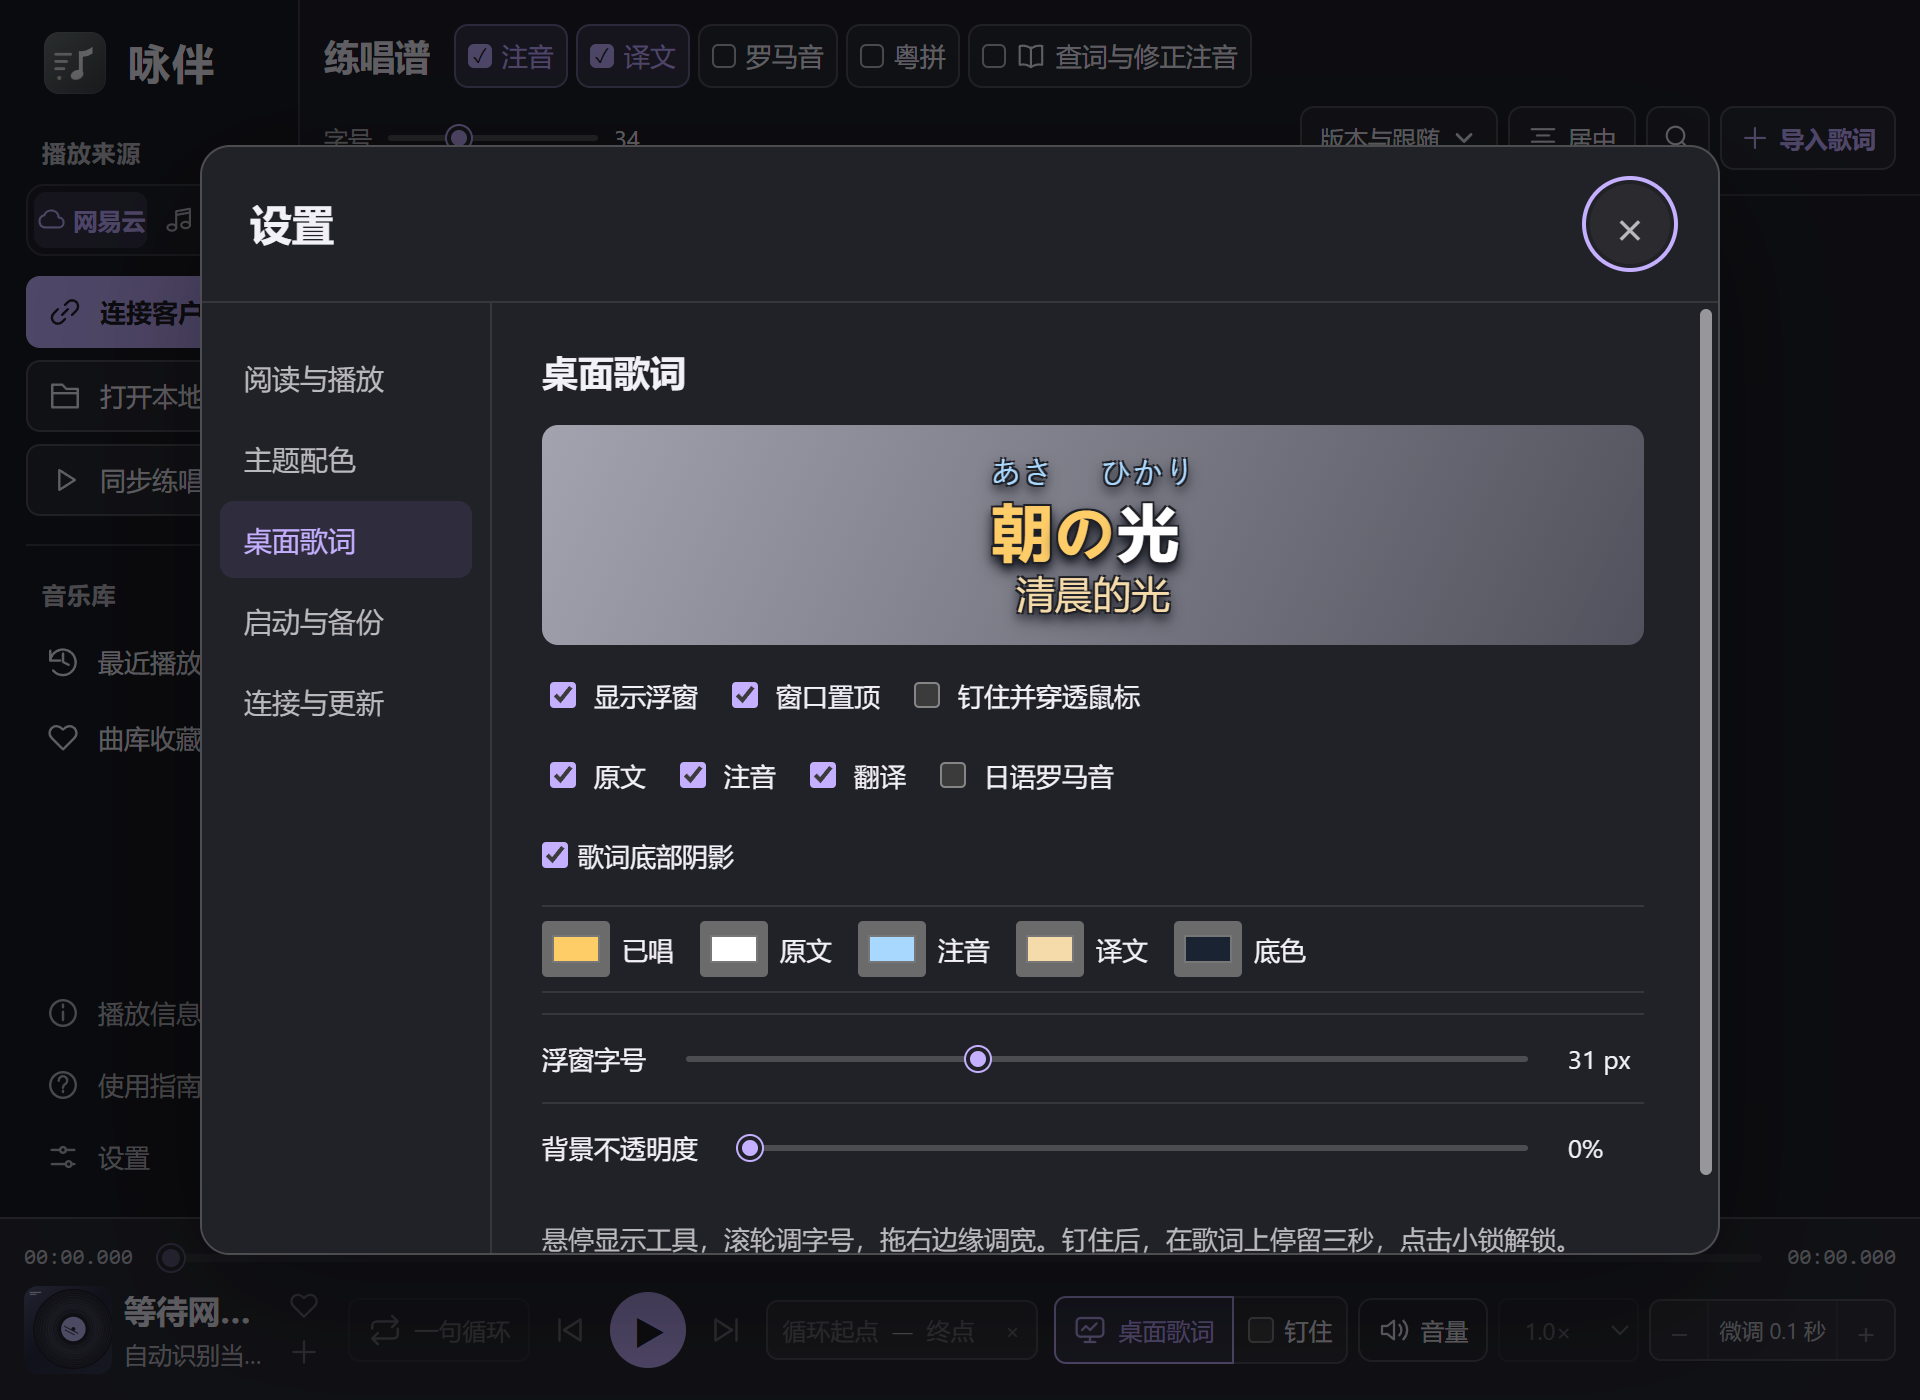 咏伴
练唱谱
注音
译文
罗马音
粤拼
查词与修正注音
字号
34
版本与跟随
居中
导入歌词
播放来源
网易云
连接客户
打开本地
同步练唱
音乐库
最近播放
曲库收藏
播放信息
使用指南
设置
设置
阅读与播放
主题配色
桌面歌词
启动与备份
连接与更新
桌面歌词
あさ ひかり
朝の光
清晨的光
显示浮窗
窗口置顶
钉住并穿透鼠标
原文
注音
翻译
日语罗马音
歌词底部阴影
已唱
原文
注音
译文
底色
浮窗字号
31 px
背景不透明度
0%
悬停显示工具，滚轮调字号，拖右边缘调宽。钉住后，在歌词上停留三秒，点击小锁解锁。
00:00.000
00:00.000
等待网...
自动识别当...
一句循环
循环起点 — 终点 ×
桌面歌词
钉住
音量
1.0×
− 微调 0.1 秒 +